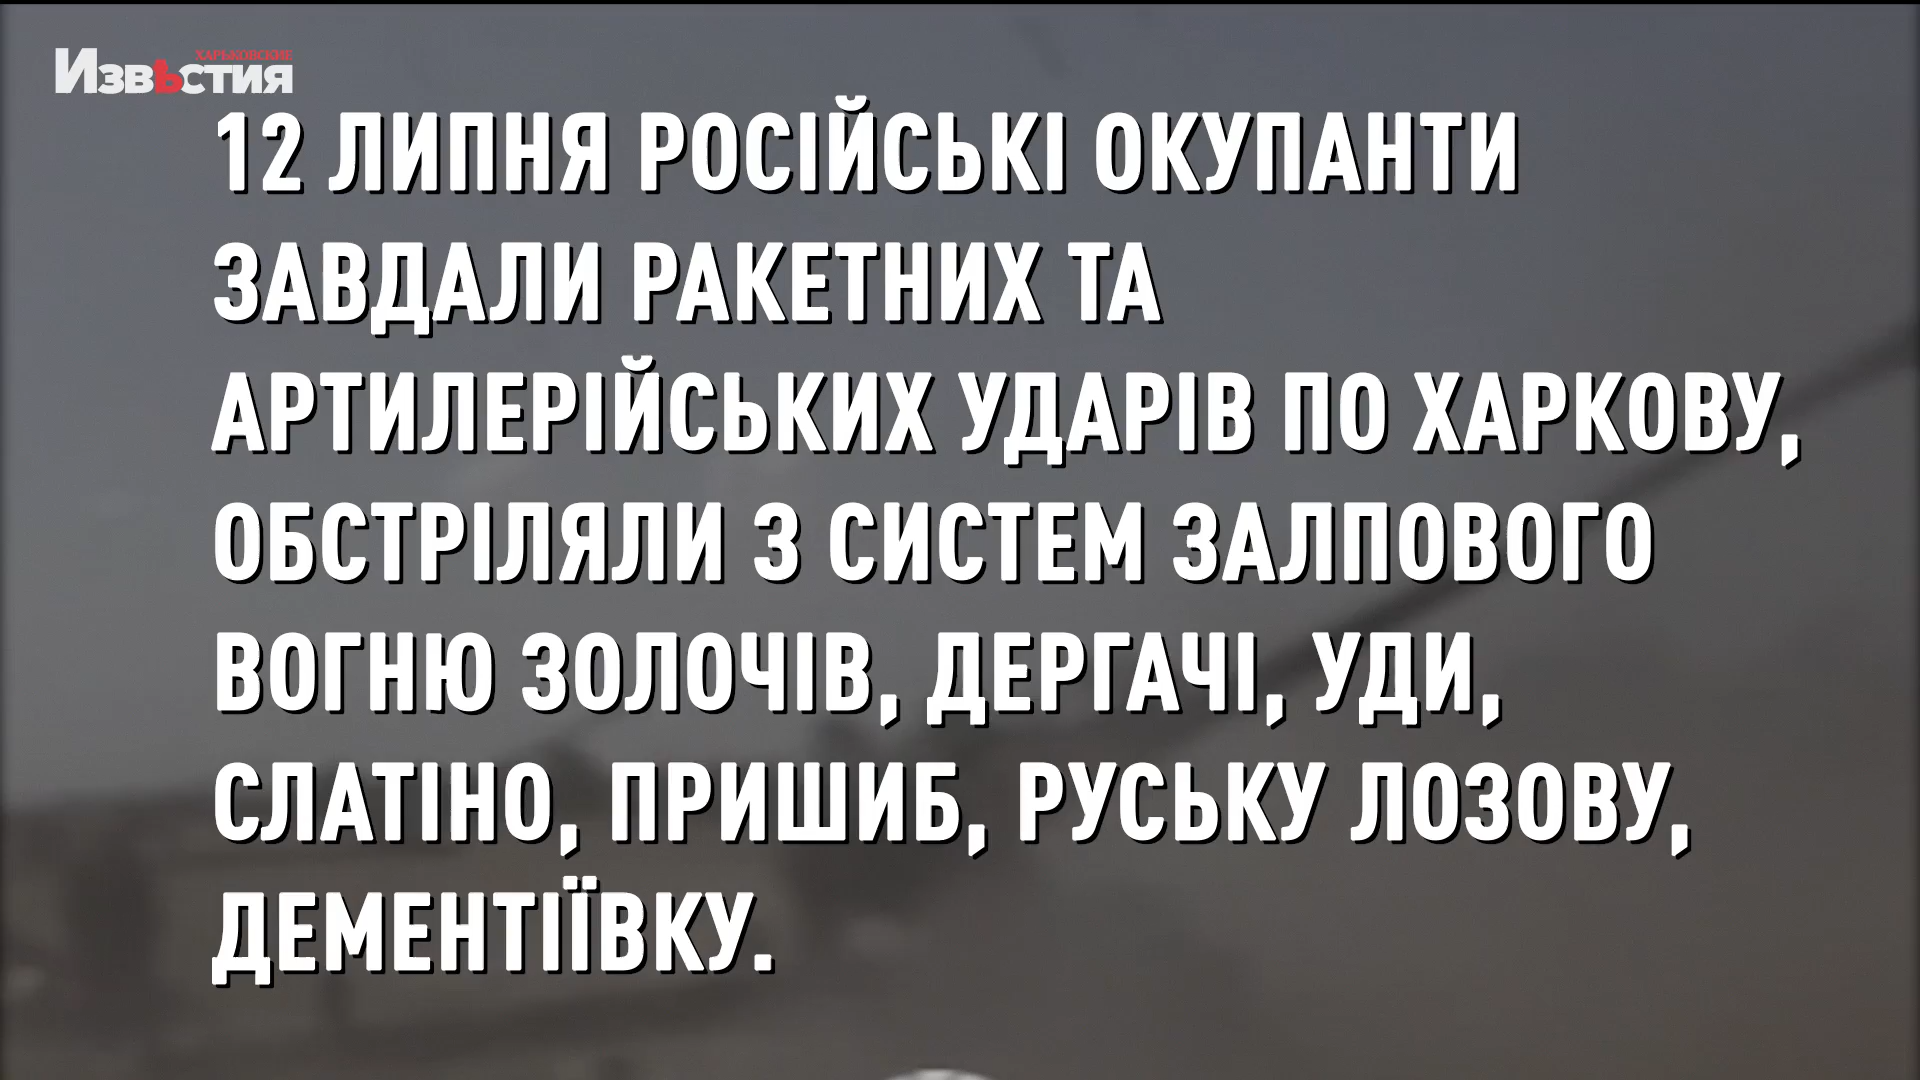 ХАРЬКОВСКИЕ
ИЗВѢСТИЯ
12 ЛИПНЯ РОСІЙСЬКІ ОКУПАНТИ
ЗАВДАЛИ РАКЕТНИХ ТА
АРТИЛЕРІЙСЬКИХ УДАРІВ ПО ХАРКОВУ,
ОБСТРІЛЯЛИ З СИСТЕМ ЗАЛПОВОГО
ВОГНЮ ЗОЛОЧІВ, ДЕРГАЧІ, УДИ,
СЛАТІНО, ПРИШИБ, РУСЬКУ ЛОЗОВУ,
ДЕМЕНТІЇВКУ.